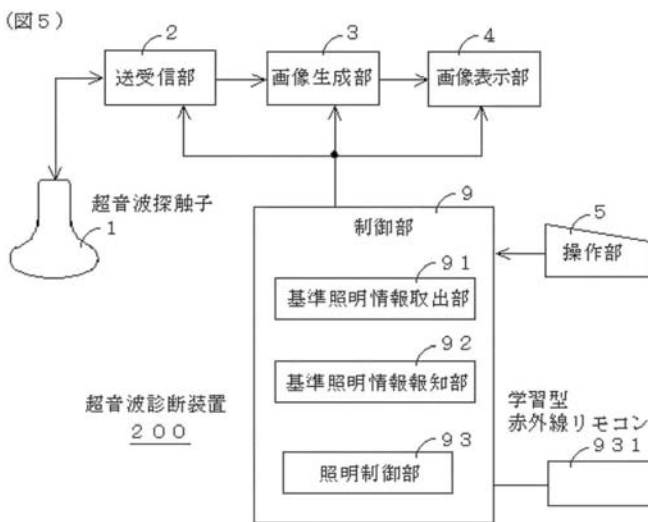 (図５)
２
３
４
送受信部
画像生成部
画像表示部
超音波探触子
１
９
制御部
５
操作部
９１
基準照明情報取出部
９２
基準照明情報報知部
超音波診断装置
２００
９３
照明制御部
学習型
赤外線リモコン
９３１